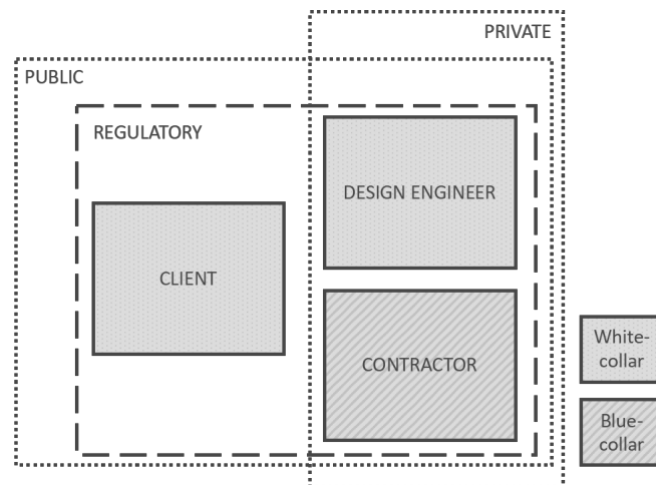 PRIVATE
PUBLIC
REGULATORY
DESIGN ENGINEER
CLIENT
CONTRACTOR
White-
collar
Blue-
collar